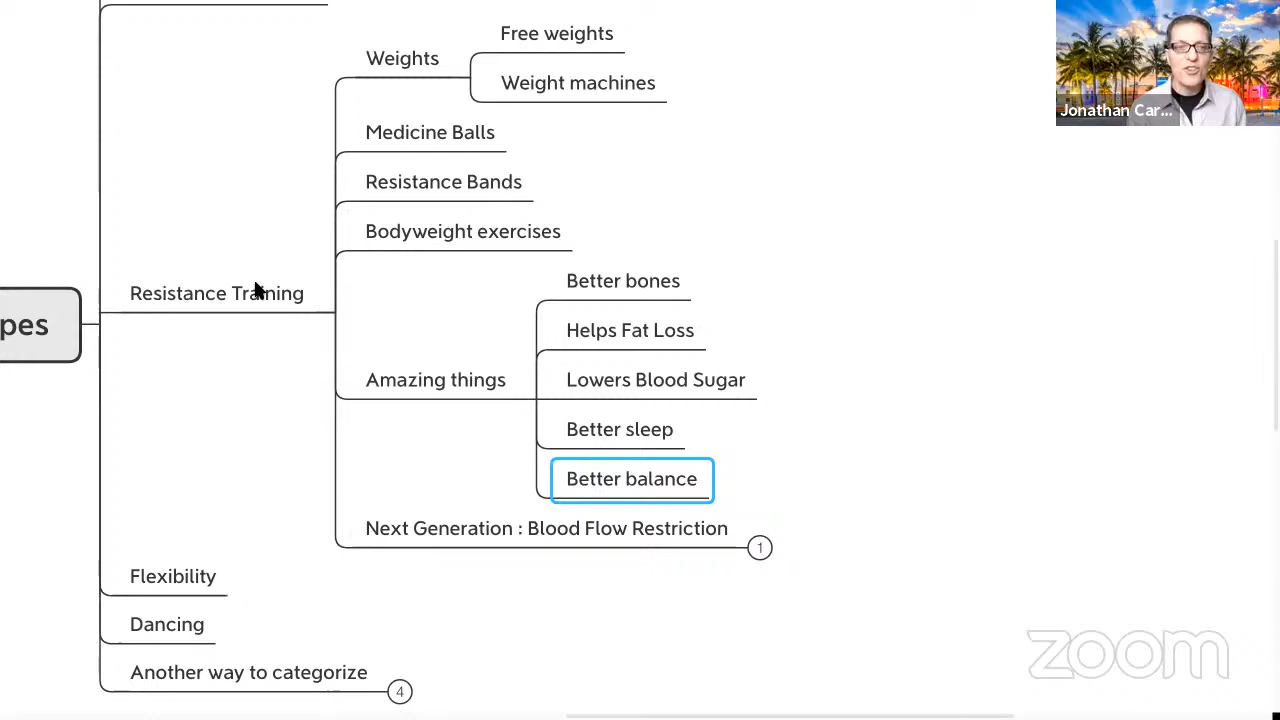 Free weights
Weights
Weight machines
Jonathan Car...
Medicine Balls
Resistance Bands
Bodyweight exercises
Better bones
Resistance Training
pes
Helps Fat Loss
Amazing things
Lowers Blood Sugar
Better sleep
Better balance
Next Generation : Blood Flow Restriction
1
Flexibility
Dancing
Another way to categorize
4
zoom